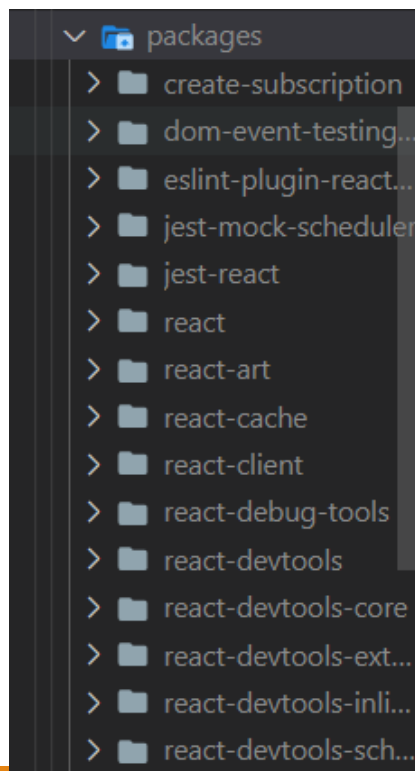 packages
create-subscription
dom-event-testing...
eslint-plugin-react...
jest-mock-scheduler
jest-react
react
react-art
react-cache
react-client
react-debug-tools
react-devtools
react-devtools-core
react-devtools-ext...
react-devtools-inli...
react-devtools-sch...